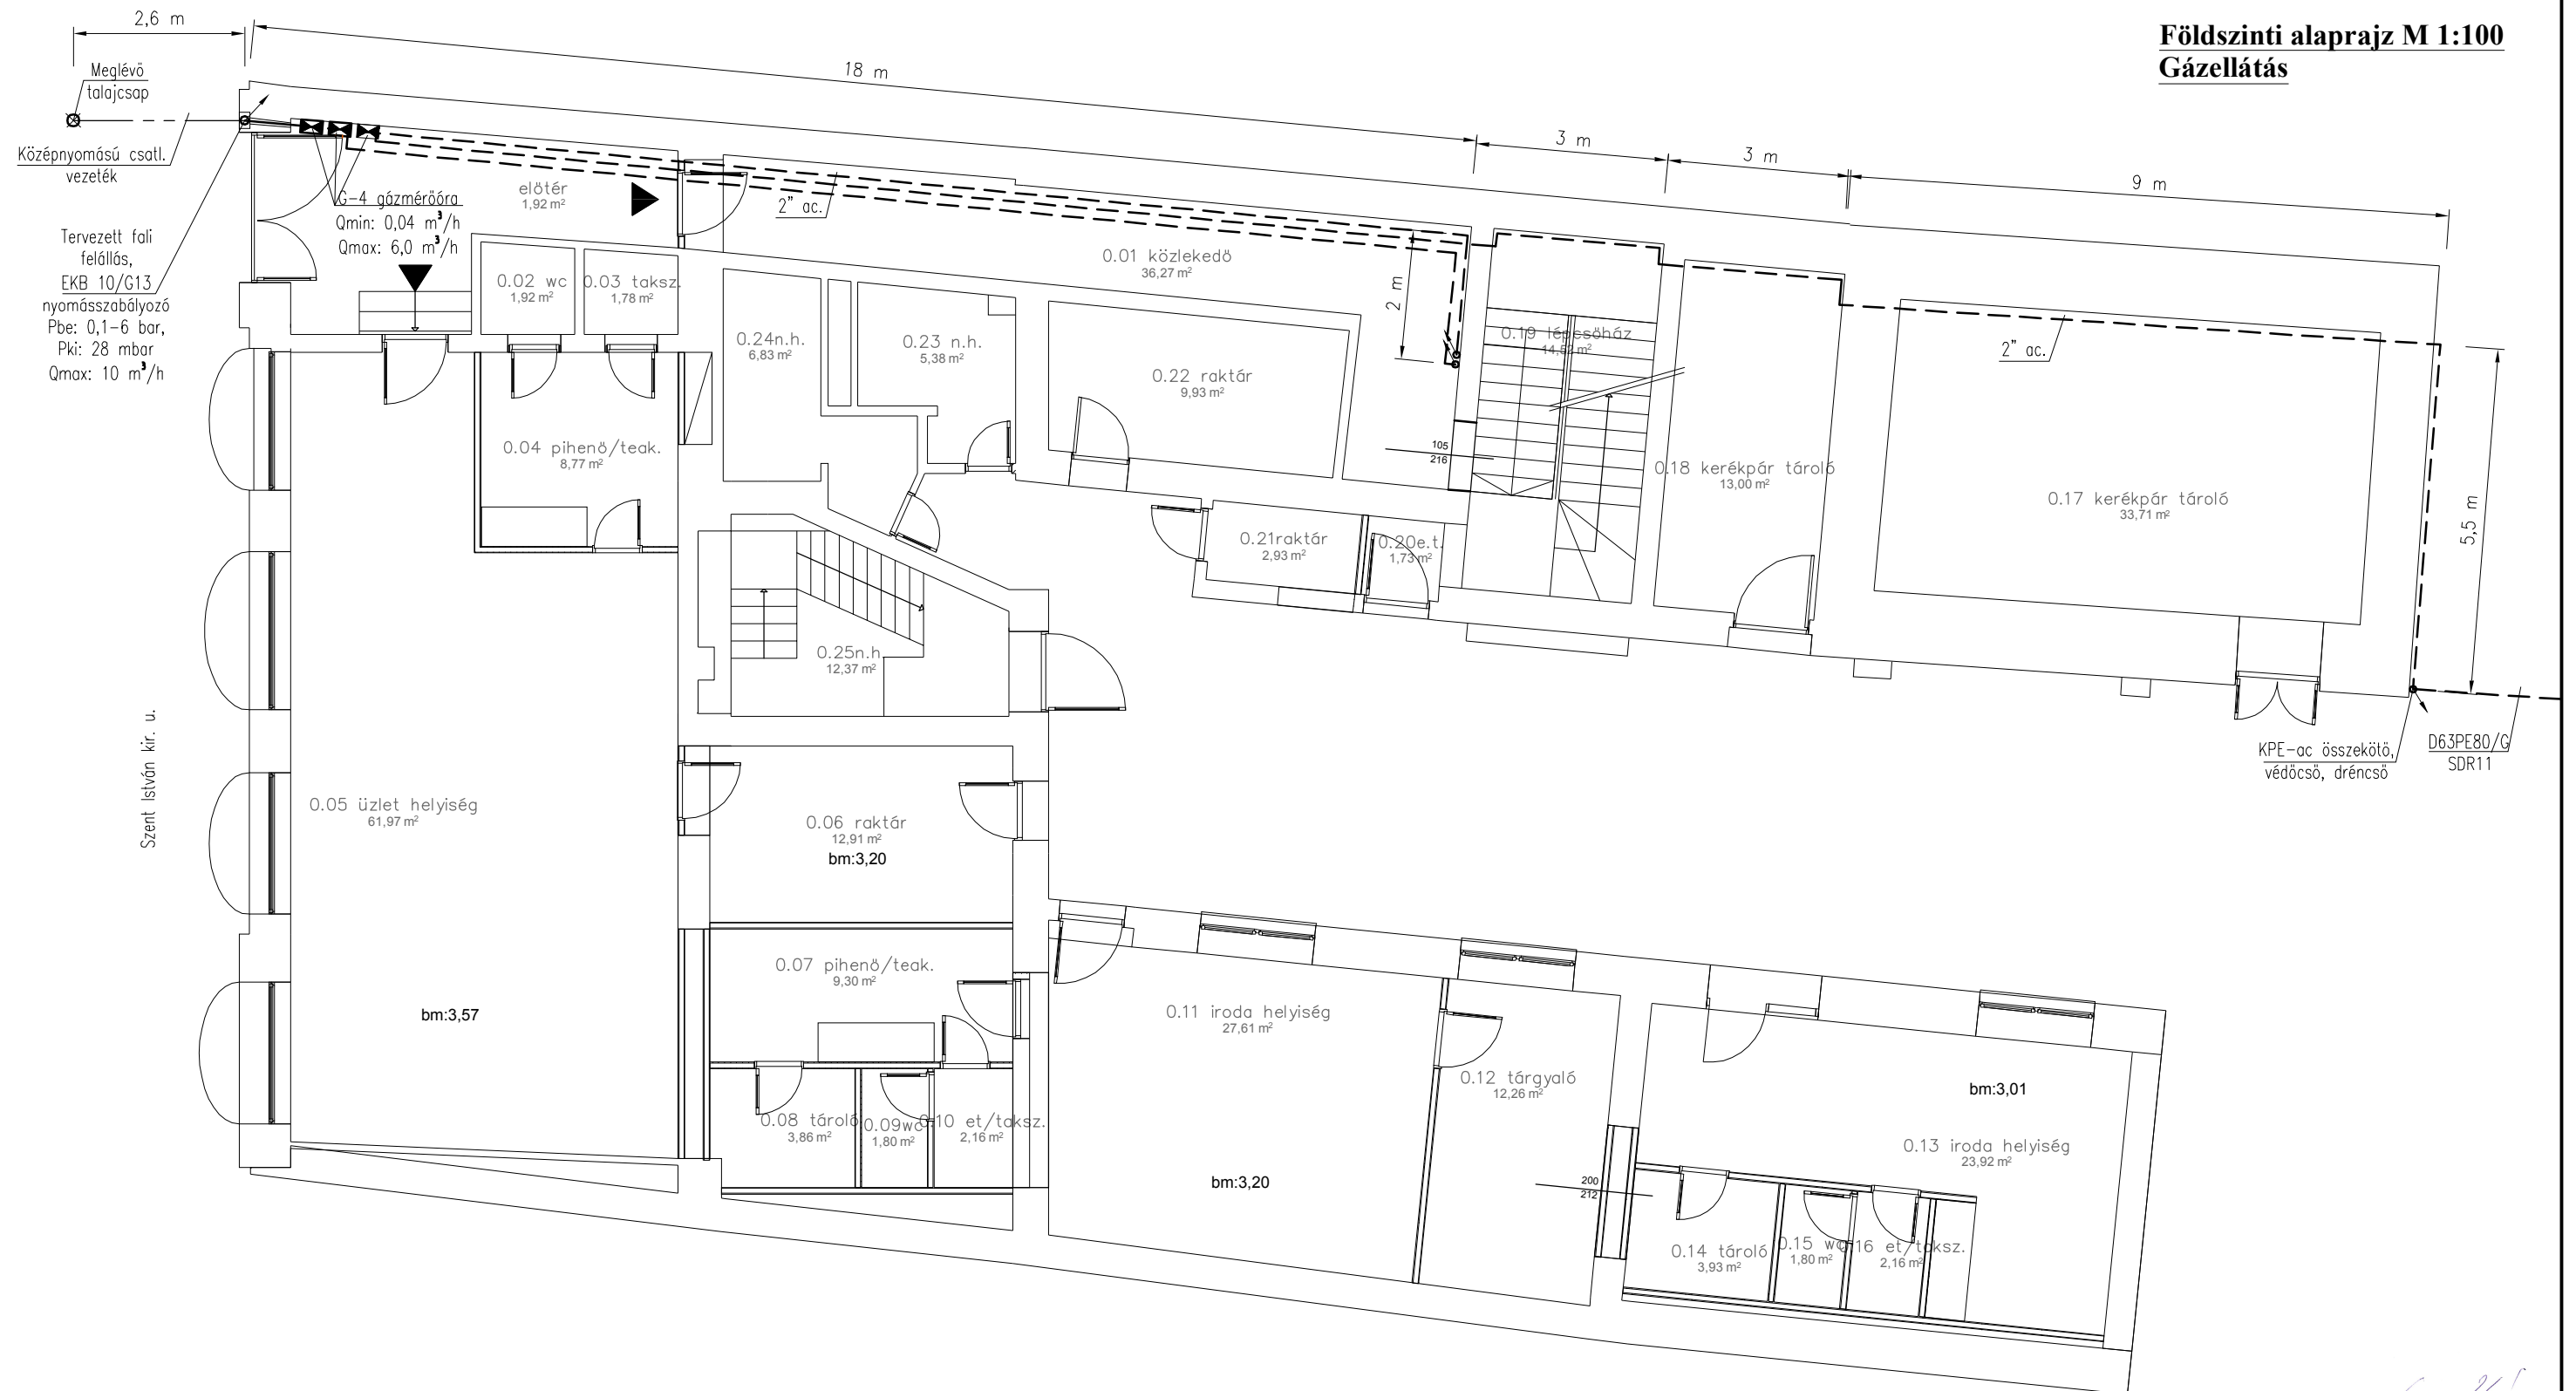 Földszinti alaprajz M 1:100
Gázellátás
2,6 m
18 m
3 m
3 m
9 m
Meglévő
talajcsap
Középnyomású csatl.
vezeték
Tervezett fali
felállás,
EKB 10/G13
nyomásszabályozó
Pbe: 0,1-6 bar,
Pki: 28 mbar
Qmax: 10 m³/h
G-4 gázmérőóra
Qmin: 0,04 m³/h
Qmax: 6,0 m³/h
előtér
1,92 m²
2" ac.
0.01 közlekedő
36,27 m²
2 m
0.02 wc
1,92 m²
0.03 taksz.
1,78 m²
0.24n.h.
6,83 m²
0.23 n.h.
5,38 m²
0.22 raktár
9,93 m²
0.19 lépcsőház
2" ac.
0.04 pihenő/teak.
8,77 m²
105
216
0.18 kerékpár tároló
13,00 m²
0.17 kerékpár tároló
33,71 m²
5,5 m
0.21raktár
2,93 m²
0.20e.t.
1,73 m²
0.25n.h
12,37 m²
KPE-ac összekötő,
védőcső, dréncső
D63PE80/G
SDR11
Szent István kir. u.
0.05 üzlet helyiség
61,97 m²
bm:3,57
0.06 raktár
12,91 m²
bm:3,20
0.07 pihenő/teak.
9,30 m²
0.08 tároló
3,86 m²
0.09wc
1,80 m²
0.10 et/taksz.
2,16 m²
0.11 iroda helyiség
27,61 m²
bm:3,20
0.12 tárgyaló
12,26 m²
200
212
bm:3,01
0.13 iroda helyiség
23,92 m²
0.14 tároló
3,93 m²
0.15 wc
1,80 m²
0.16 et/taksz.
2,16 m²